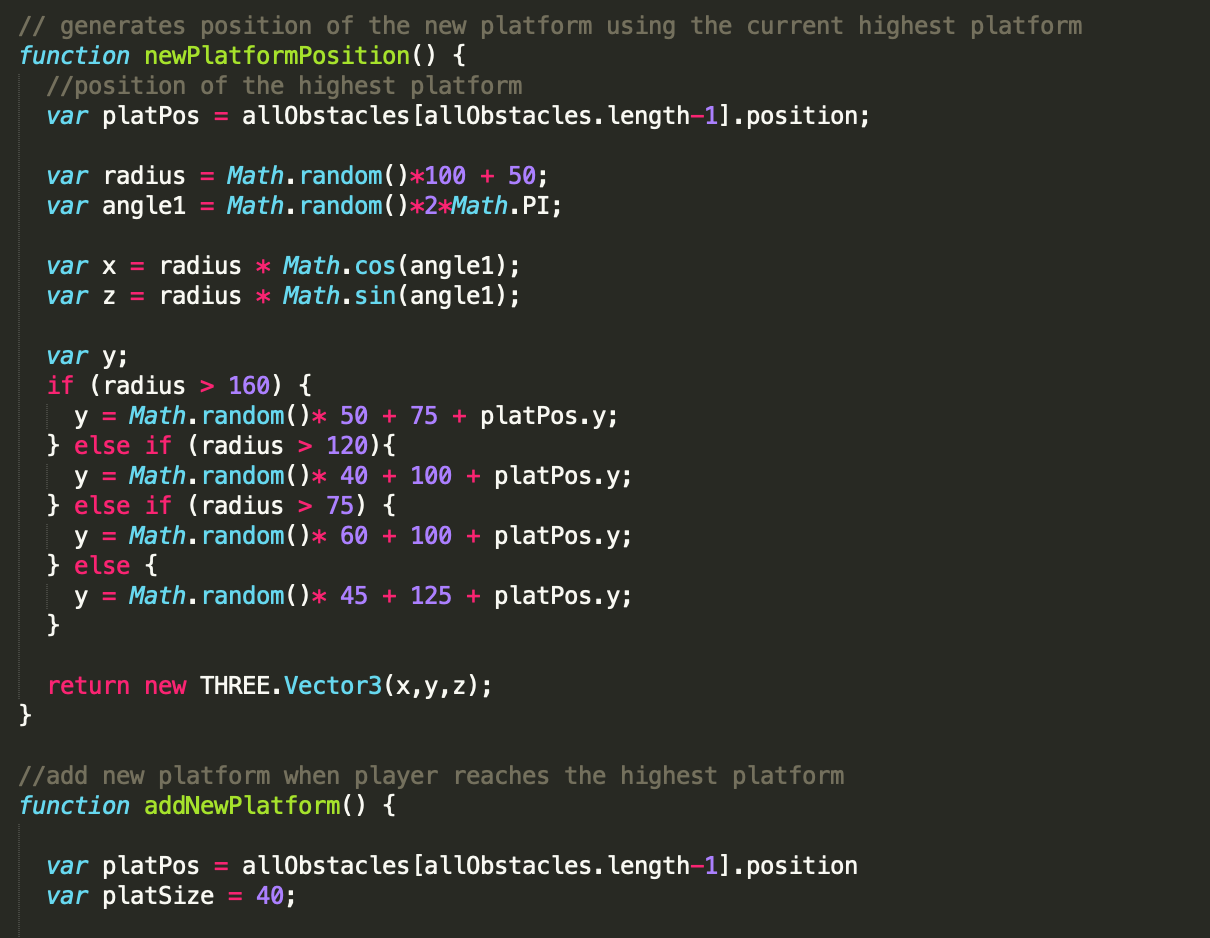 // generates position of the new platform using the current highest platform
function newPlatformPosition() {
  //position of the highest platform
  var platPos = allObstacles[allObstacles.length-1].position;

  var radius = Math.random()*100 + 50;
  var angle1 = Math.random()*2*Math.PI;

  var x = radius * Math.cos(angle1);
  var z = radius * Math.sin(angle1);

  var y;
  if (radius > 160) {
    y = Math.random()* 50 + 75 + platPos.y;
  } else if (radius > 120){
    y = Math.random()* 40 + 100 + platPos.y;
  } else if (radius > 75) {
    y = Math.random()* 60 + 100 + platPos.y;
  } else {
    y = Math.random()* 45 + 125 + platPos.y;
  }

  return new THREE.Vector3(x,y,z);
}

//add new platform when player reaches the highest platform
function addNewPlatform() {

  var platPos = allObstacles[allObstacles.length-1].position
  var platSize = 40;